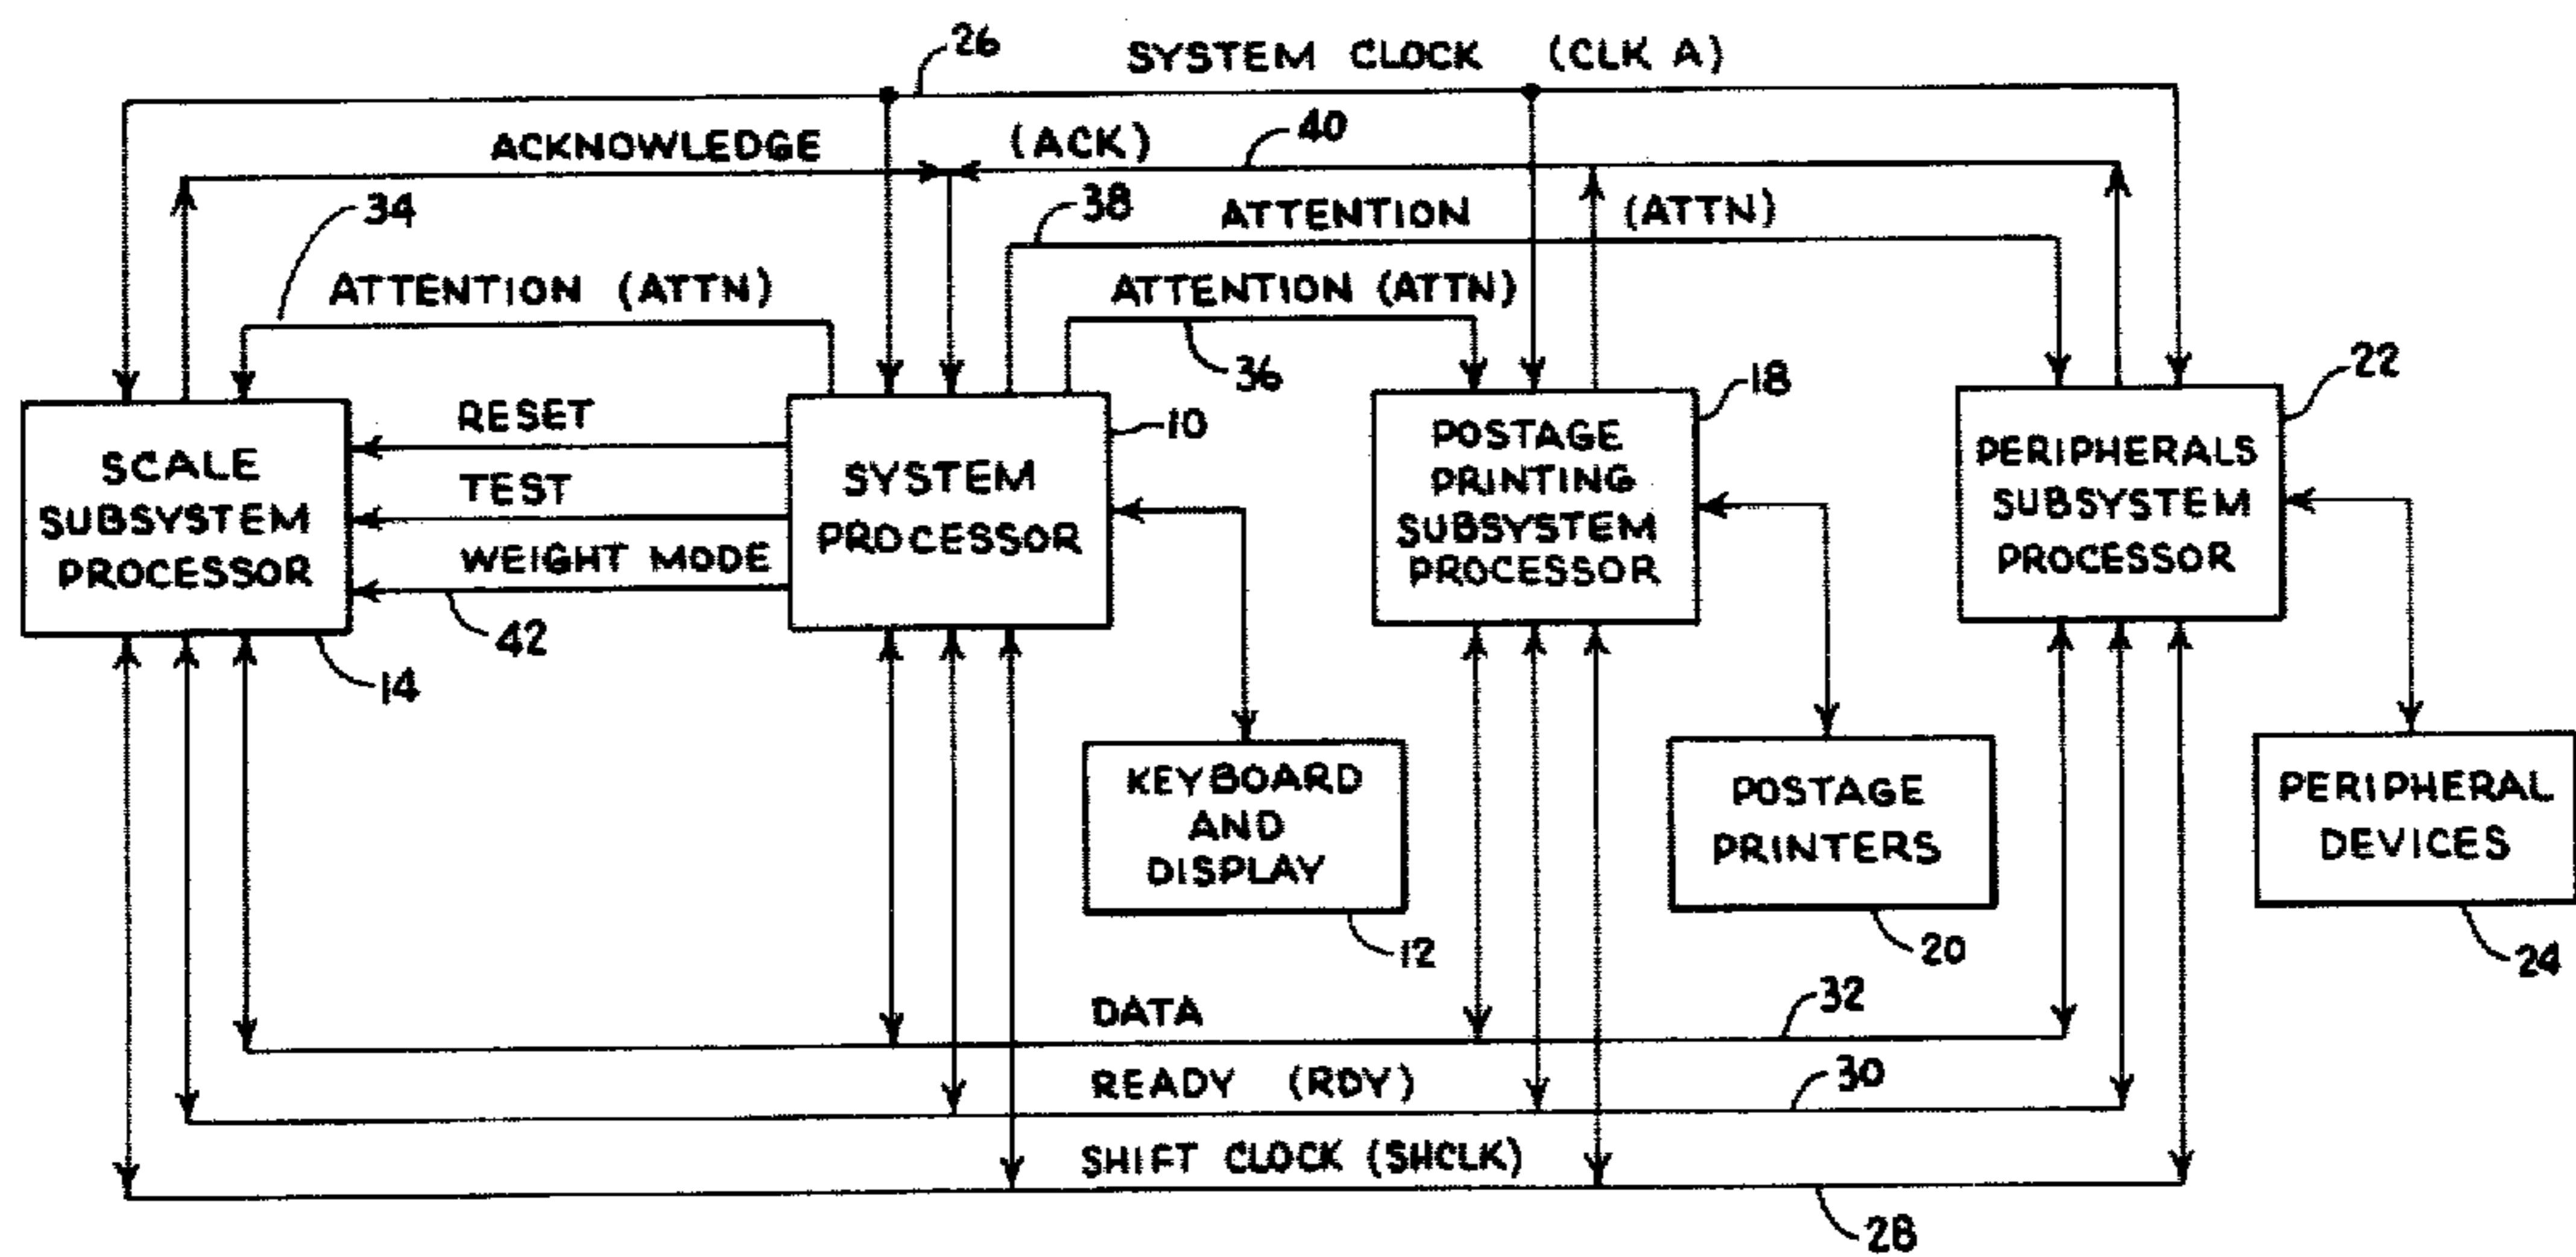 26
SYSTEM CLOCK (CLK A)
ACKNOWLEDGE (ACK)
40
34
38
ATTENTION (ATTN)
ATTENTION (ATTN)
ATTENTION (ATTN)
36
18
22
RESET
10
SCALE
SUBSYSTEM
PROCESSOR
TEST
WEIGHT MODE
SYSTEM
PROCESSOR
POSTAGE
PRINTING
SUBSYSTEM
PROCESSOR
PERIPHERALS
SUBSYSTEM
PROCESSOR
42
14
KEYBOARD
AND
DISPLAY
POSTAGE
PRINTERS
PERIPHERAL
DEVICES
12
20
24
DATA
32
READY (RDY)
30
SHIFT CLOCK (SHCLK)
28